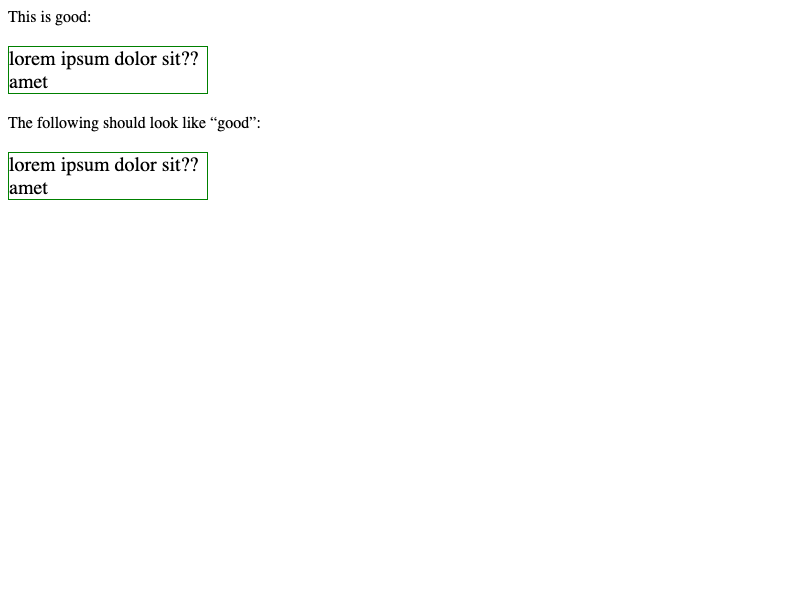 This is good:
lorem ipsum dolor sit??
amet
The following should look like “good”:
lorem ipsum dolor sit??
amet